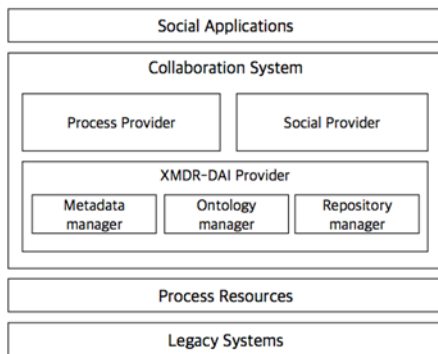 Social Applications
Collaboration System
Process Provider
Social Provider
XMDR-DAI Provider
Metadata
manager
Ontology
manager
Repository
manager
Process Resources
Legacy Systems